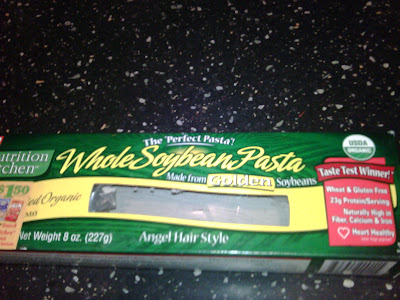 The 'Perfect Pasta'!
utrition
tchen
Whole Soybean Pasta
Made from Golden Soybeans
USDA
ORGANIC
Taste Test Winner!
Wheat & Gluten Free
23g Protein/Serving
Naturally High in
Fiber, Calcium & Iron
Heart Healthy
$1.50
ed Organic
Net Weight 8 oz. (227g)
Angel Hair Style